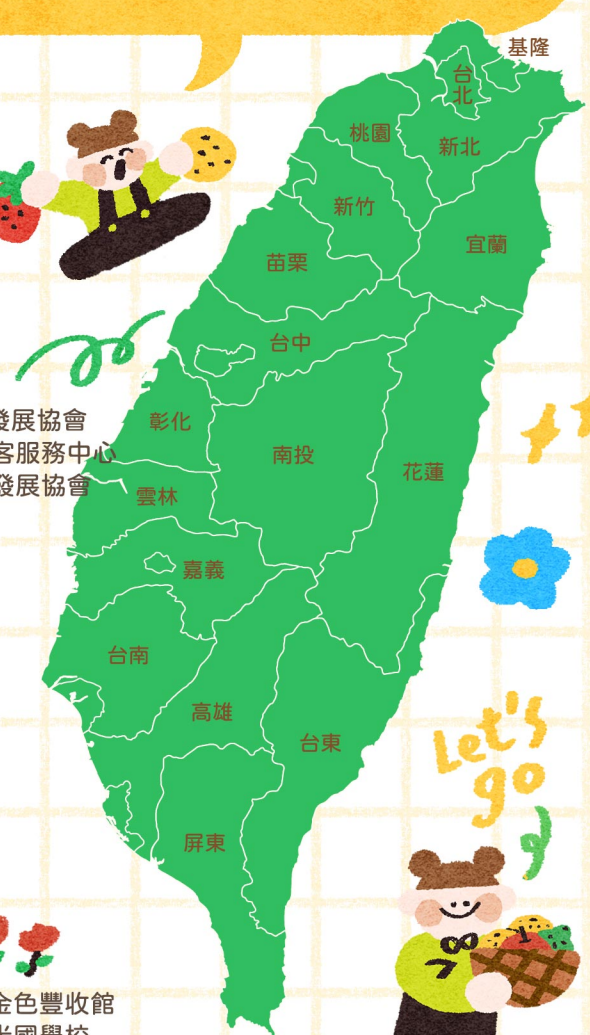 基隆
台
北
桃園
新北
新竹
宜蘭
苗栗
台中
發展協會
彰化
客服務中心
南投
花蓮
發展協會
雲林
嘉義
台南
高雄
Let's
go
台東
屏東
金色豐收館